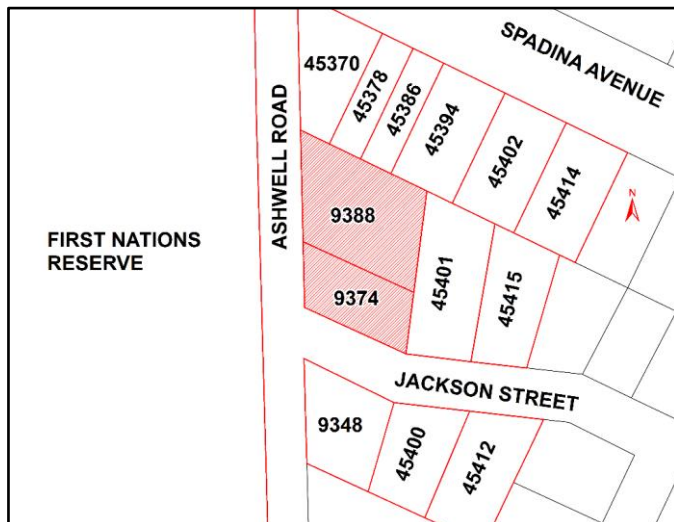 SPADINA AVENUE
45370
45378
45386
45394
45402
45414
ASHWELL ROAD
N
9388
FIRST NATIONS
RESERVE
9374
45401
45415
JACKSON STREET
9348
45400
45412